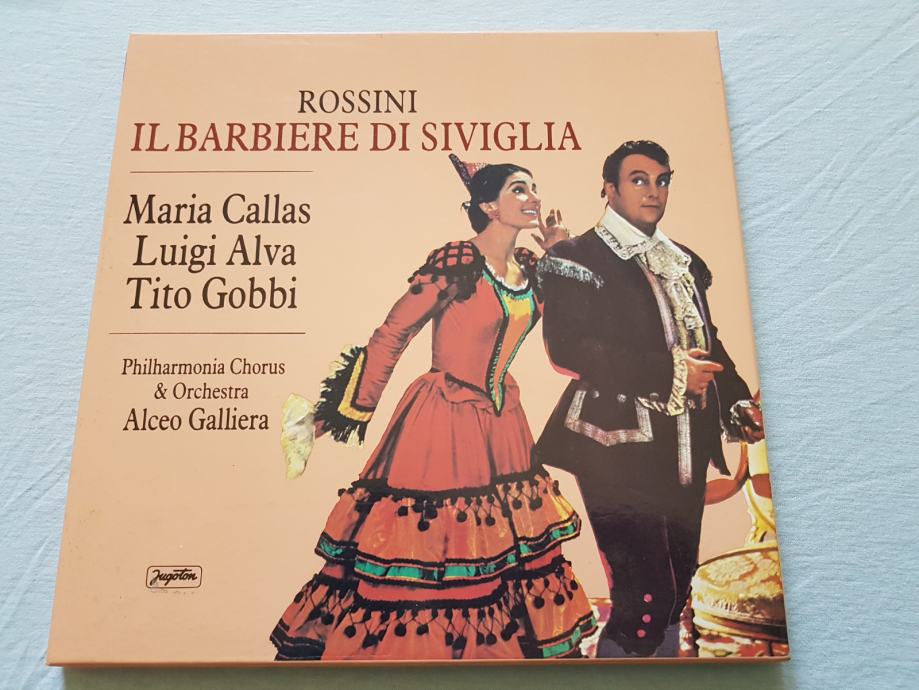 ROSSINI
IL BARBIERE DI SIVIGLIA
Maria Callas
Luigi Alva
Tito Gobbi
Philharmonia Chorus
& Orchestra
Alceo Galliera
Jugoton